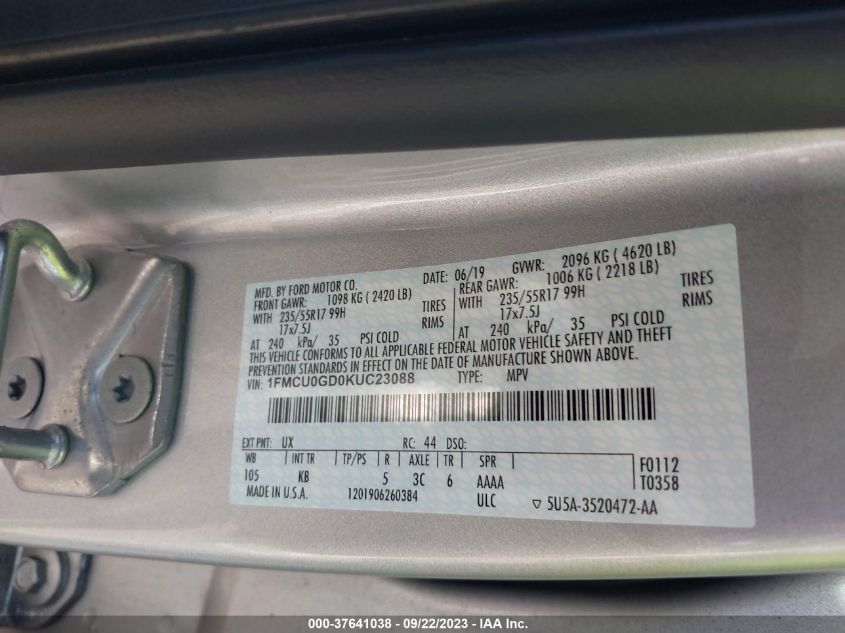 MFD. BY FORD MOTOR CO. DATE: 06/19 GVWR: 2096 KG ( 4620 LB)
FRONT GAWR: 1098 KG ( 2420 LB) REAR GAWR: 1006 KG ( 2218 LB)
WITH 235/55R17 99H TIRES WITH 235/55R17 99H TIRES
17x7.5J RIMS 17x7.5J RIMS
AT 240 kPa/ 35 PSI COLD AT 240 kPa/ 35 PSI COLD
THIS VEHICLE CONFORMS TO ALL APPLICABLE FEDERAL MOTOR VEHICLE SAFETY AND THEFT
PREVENTION STANDARDS IN EFFECT ON THE DATE OF MANUFACTURE SHOWN ABOVE.
VIN: 1FMCU0GD0KUC23088 TYPE: MPV
EXT PNT: UX RC: 44 DSO:
WB INT TR TP/PS R AXLE TR SPR
105 KB 5 3C 6 AAAA
F0112
T0358
MADE IN U.S.A. 1201906260384 ULC ▽ 5U5A-3520472-AA
000-37641038 - 09/22/2023 - IAA Inc.